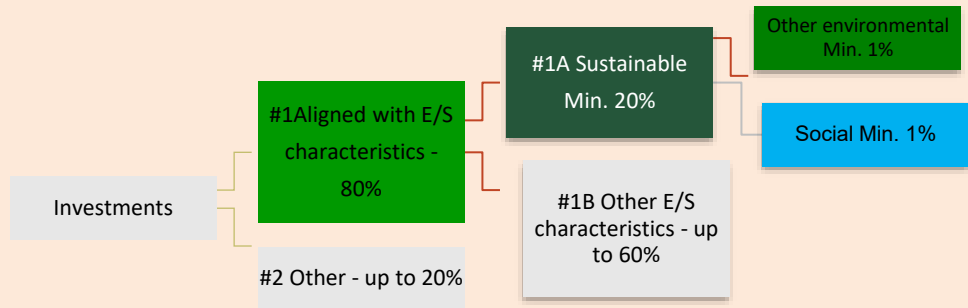 Investments
#1Aligned with E/S
characteristics -
80%
#2 Other - up to 20%
#1A Sustainable
Min. 20%
#1B Other E/S
characteristics - up
to 60%
Other environmental
Min. 1%
Social Min. 1%